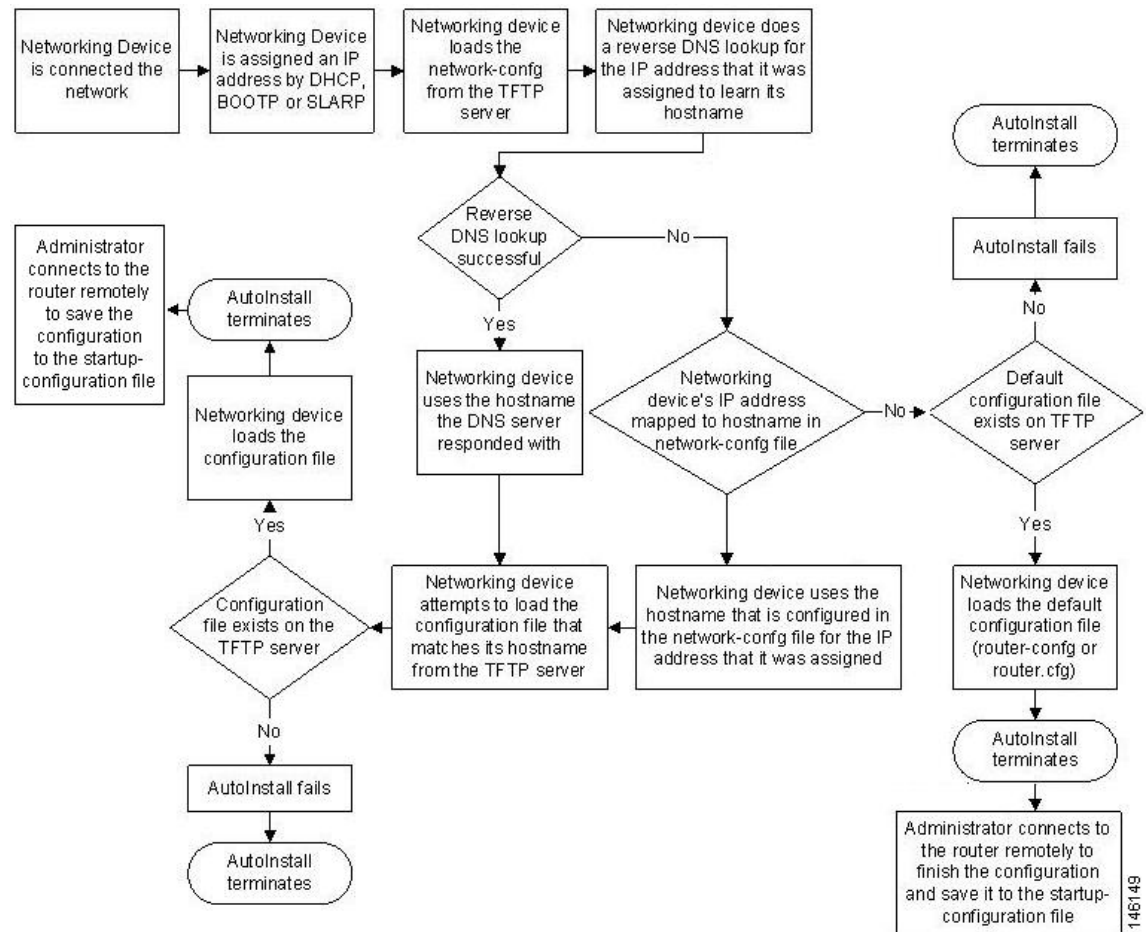 Networking Device
is connected the
network
Networking Device
is assigned an IP
address by DHCP,
BOOTP or SLARP
Networking device
loads the
network-confg
from the TFTP
server
Networking device does
a reverse DNS lookup for
the IP address that it was
assigned to learn its
hostname
AutoInstall
terminates
AutoInstall fails
No
Reverse
DNS lookup
successful
No
Yes
Administrator
connects to the
router remotely
to save the
configuration
to the startup-
configuration file
AutoInstall
terminates
Networking device
loads the
configuration file
Yes
Networking device
uses the hostname
the DNS server
responded with
Networking
device's IP address
mapped to hostname in
network-confg file
No
Default
configuration file
exists on TFTP
server
Yes
Configuration
file exists on the
TFTP server
Networking device
attempts to load the
configuration file that
matches its hostname
from the TFTP server
Networking device uses the
hostname that is configured in
the network-confg file for the IP
address that it was assigned
Networking device
loads the default
configuration file
(router-confg or
router.cfg)
No
AutoInstall fails
AutoInstall
terminates
AutoInstall
terminates
Administrator connects to
the router remotely to
finish the configuration
and save it to the startup-
configuration file
146149